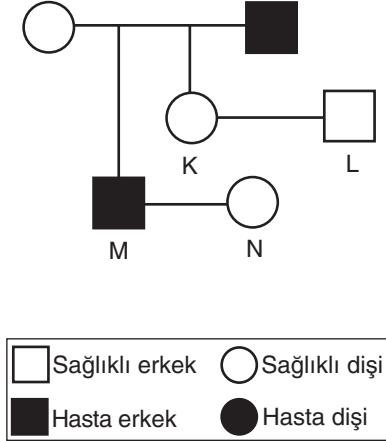 K
L
M
N
Sağlıklı erkek
Sağlıklı dişi
Hasta erkek
Hasta dişi